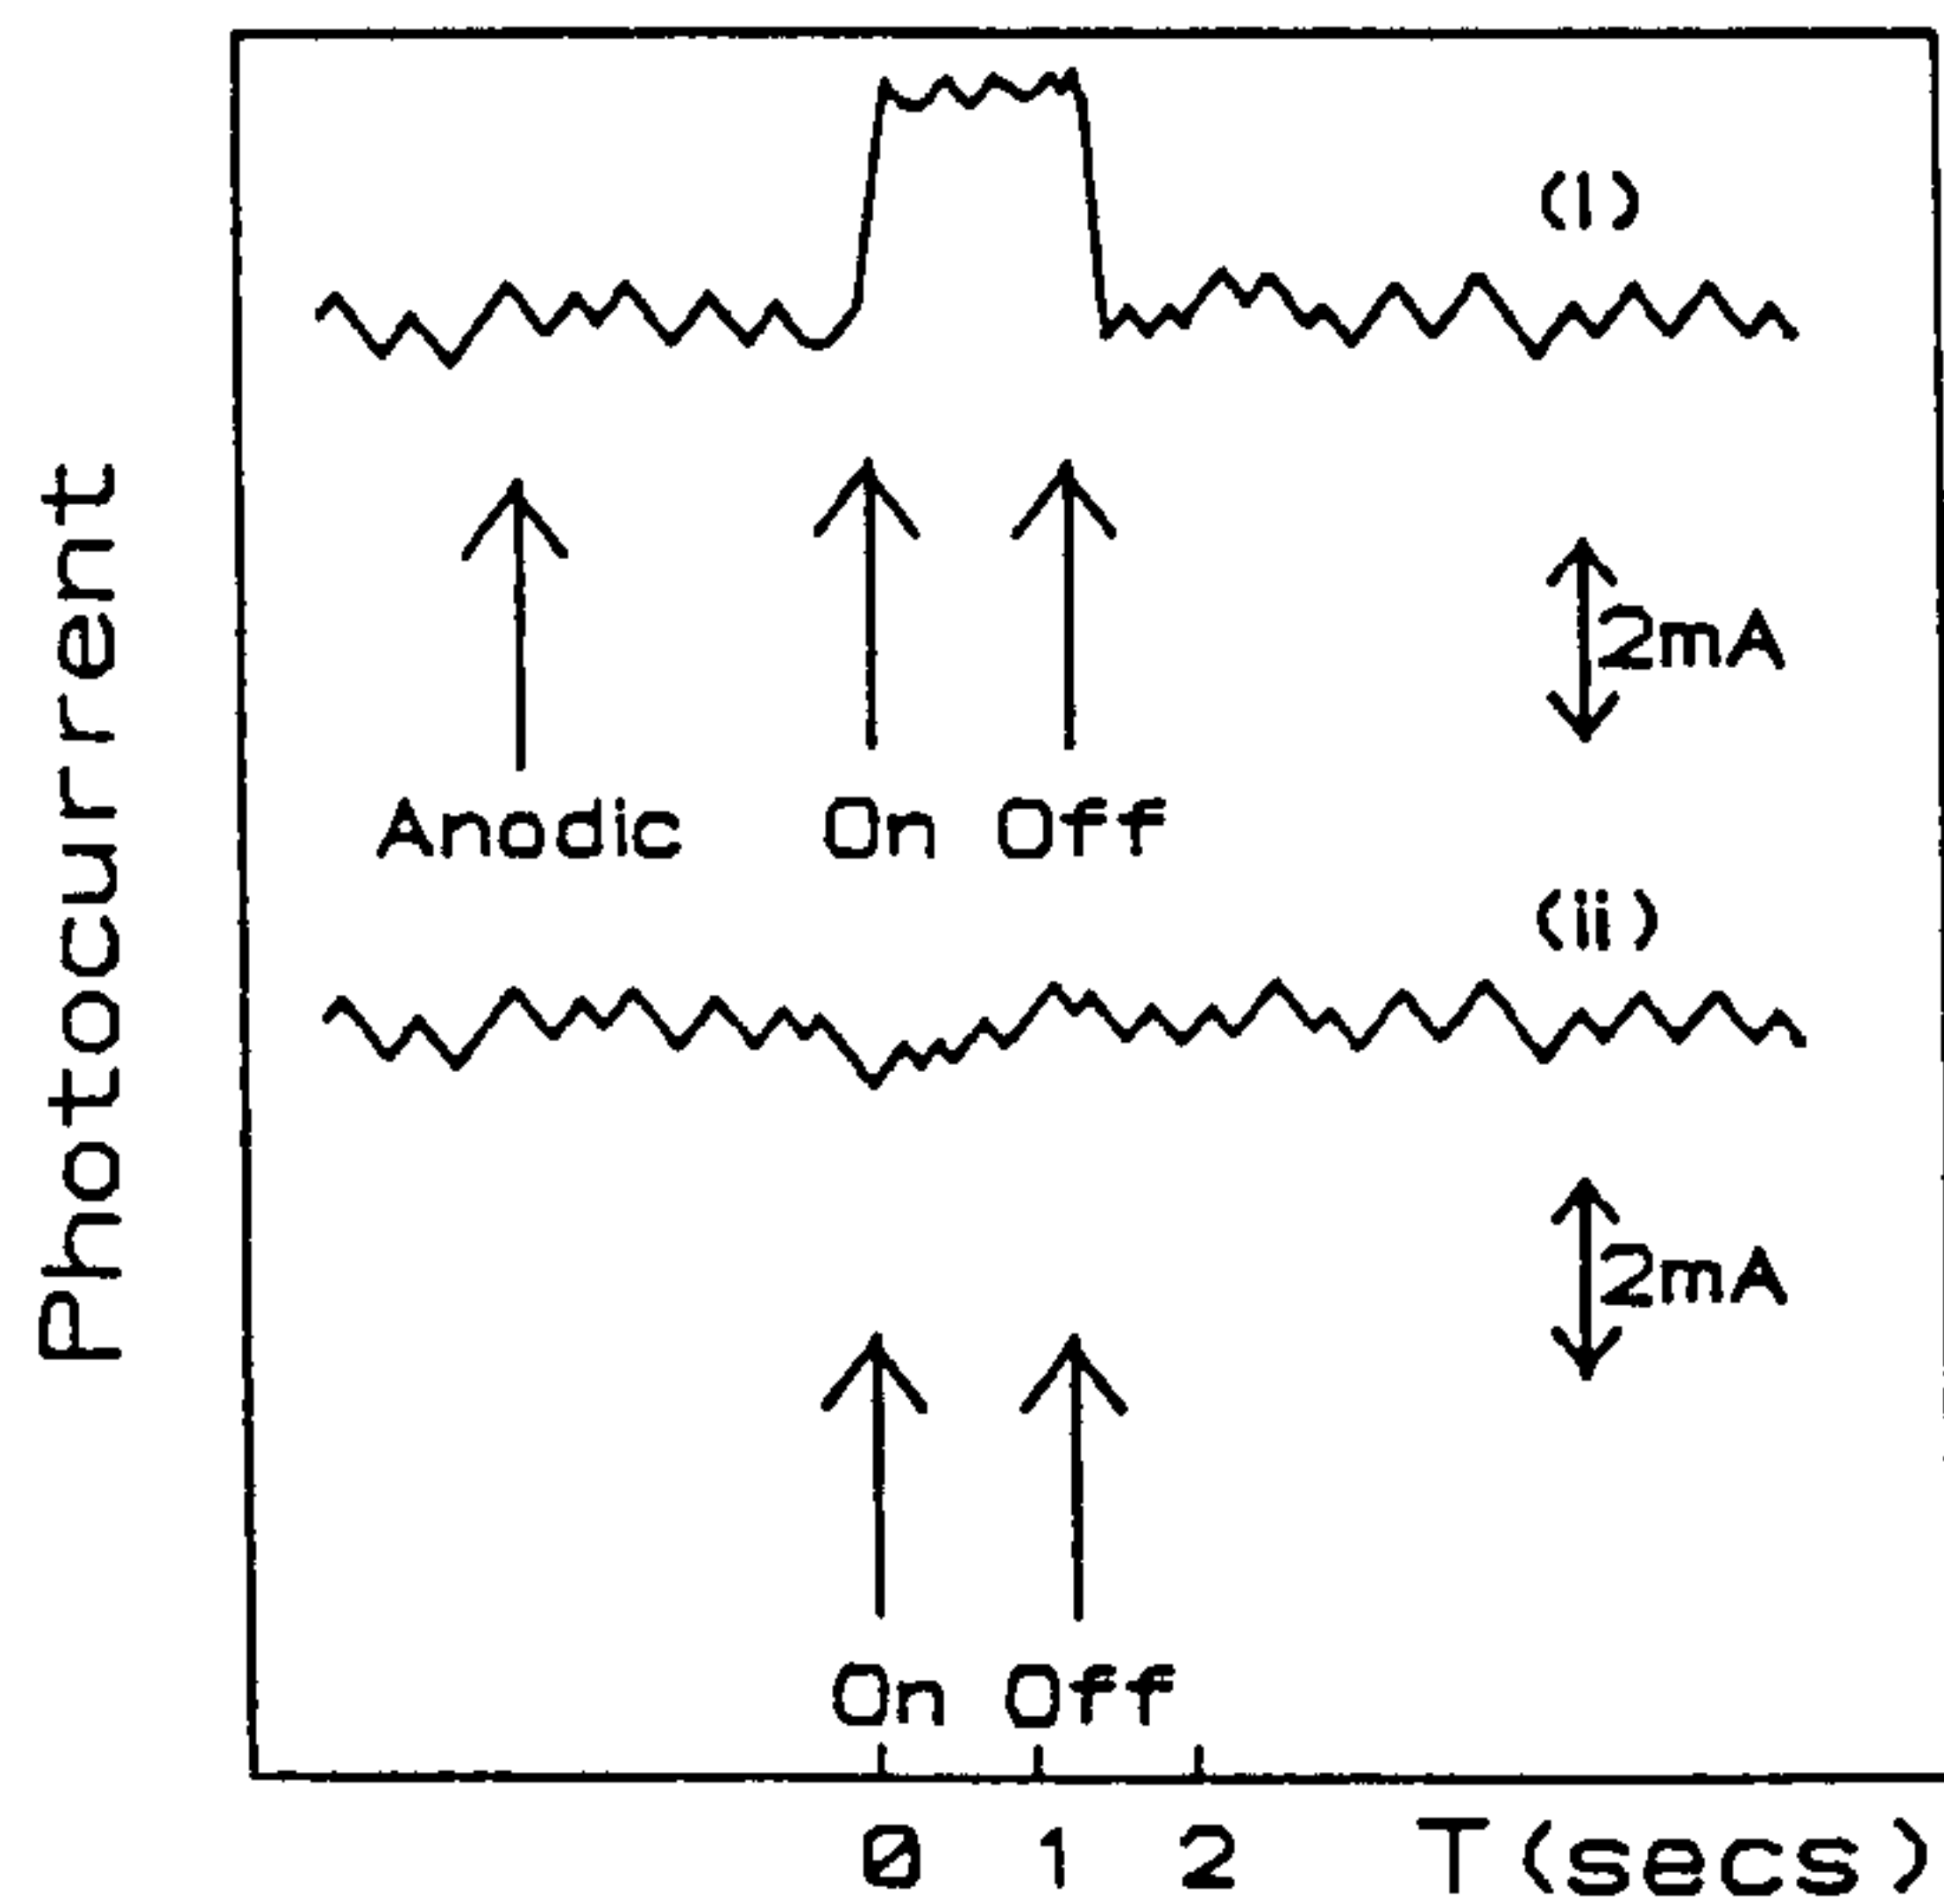 Photocurrent
(i)
2mA
Anodic On Off
(ii)
2mA
On Off
0 1 2 T(secs)